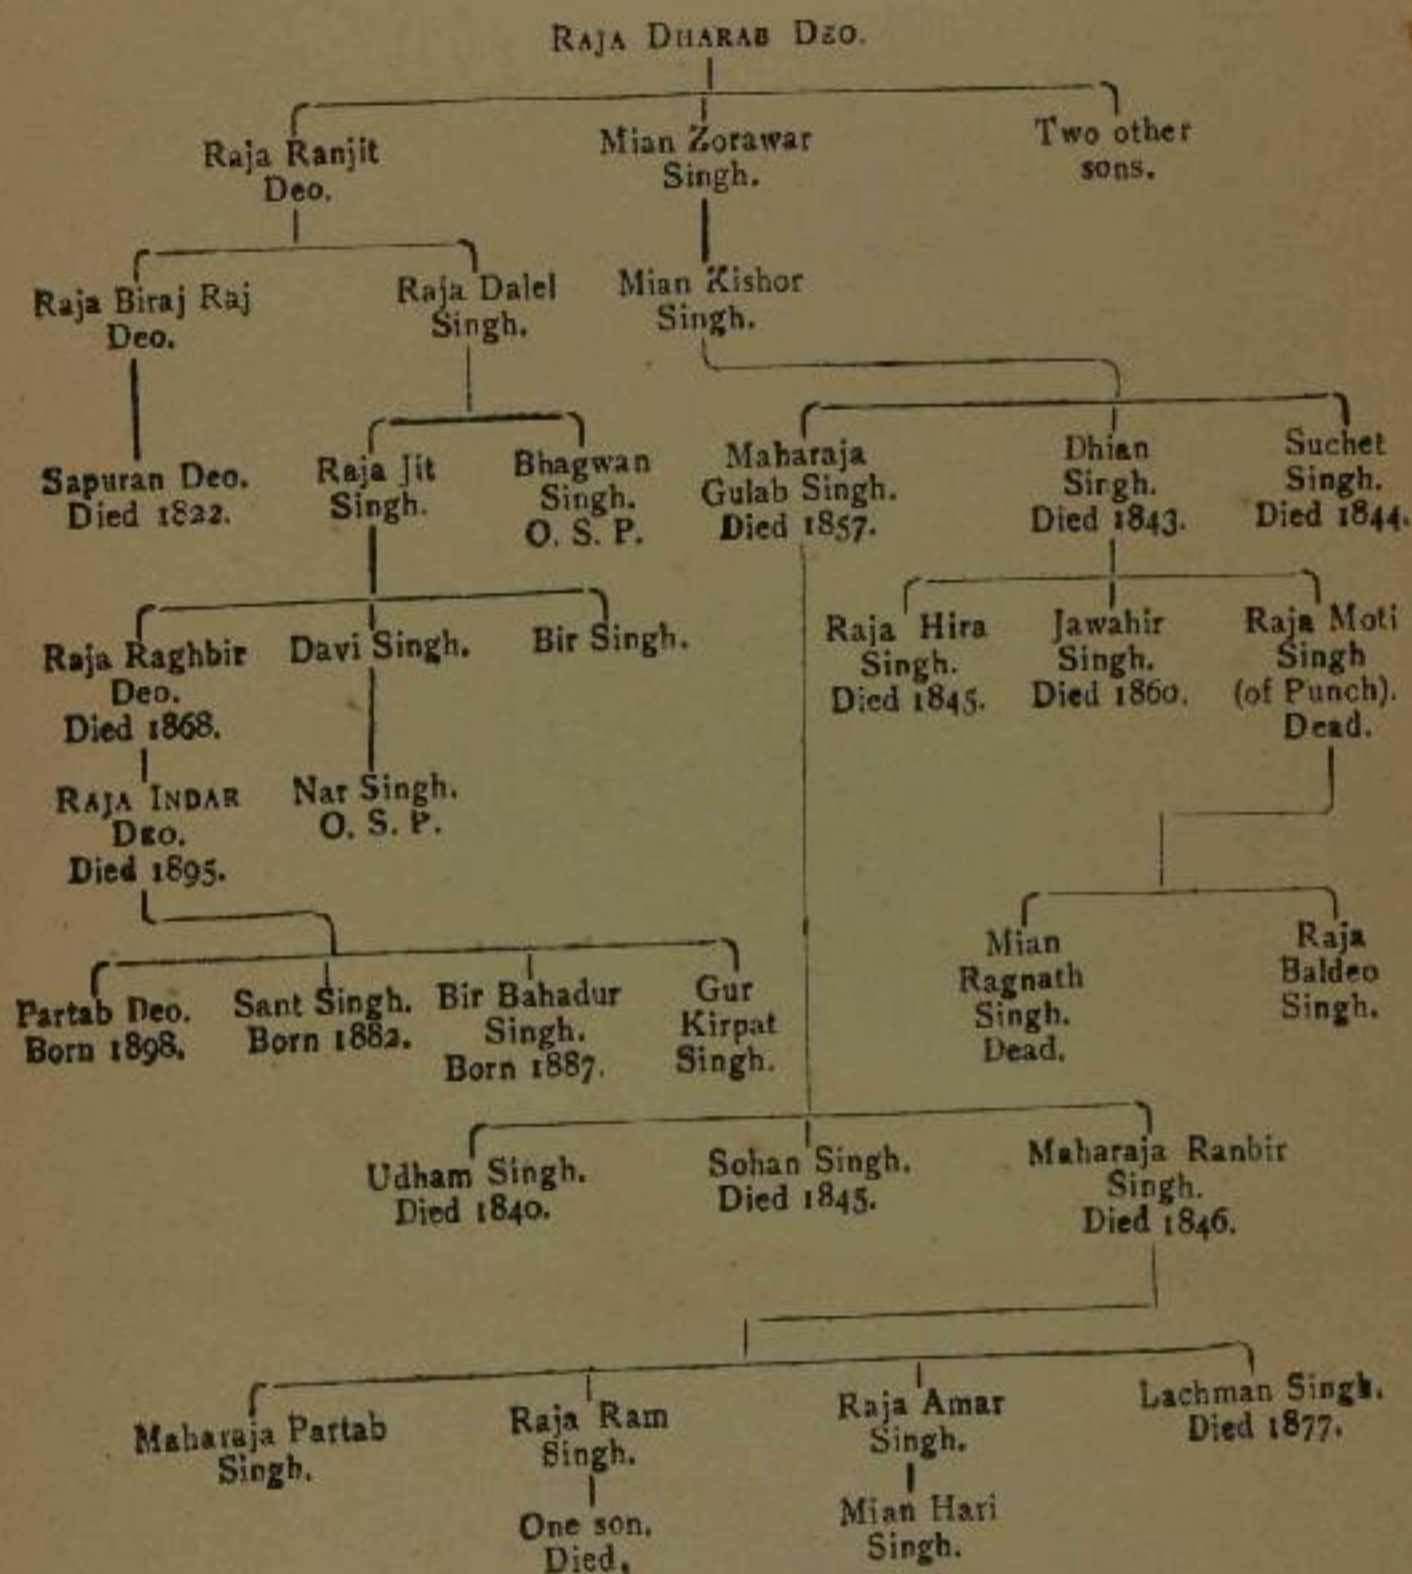 RAJA DHARAB DEO.
Raja Ranjit
Deo.
Mian Zorawar
Singh.
Two other
sons.
Raja Biraj Raj
Deo.
Raja Dalel
Singh.
Mian Kishor
Singh.
Sapuran Deo.
Died 1822.
Raja Jit
Singh.
Bhagwan
Singh.
O. S. P.
Maharaja
Gulab Singh.
Died 1857.
Dhian
Singh.
Died 1843.
Suchet
Singh.
Died 1844.
Raja Raghbir
Deo.
Died 1868.
Davi Singh.
Bir Singh.
Raja Hira
Singh.
Died 1845.
Jawahir
Singh.
Died 1860.
Raja Moti
Singh
(of Punch).
Dead.
RAJA INDAR
DEO.
Died 1895.
Nar Singh.
O. S. P.
Mian
Ragnath
Singh.
Dead.
Raja
Baldeo
Singh.
Partab Deo.
Born 1898.
Sant Singh.
Born 1882.
Bir Bahadur
Singh.
Born 1887.
Gur
Kirpat
Singh.
Udham Singh.
Died 1840.
Sohan Singh.
Died 1845.
Maharaja Ranbir
Singh.
Died 1846.
Maharaja Partab
Singh.
Raja Ram
Singh.
Raja Amar
Singh.
Lachman Singh.
Died 1877.
One son.
Died.
Mian Hari
Singh.